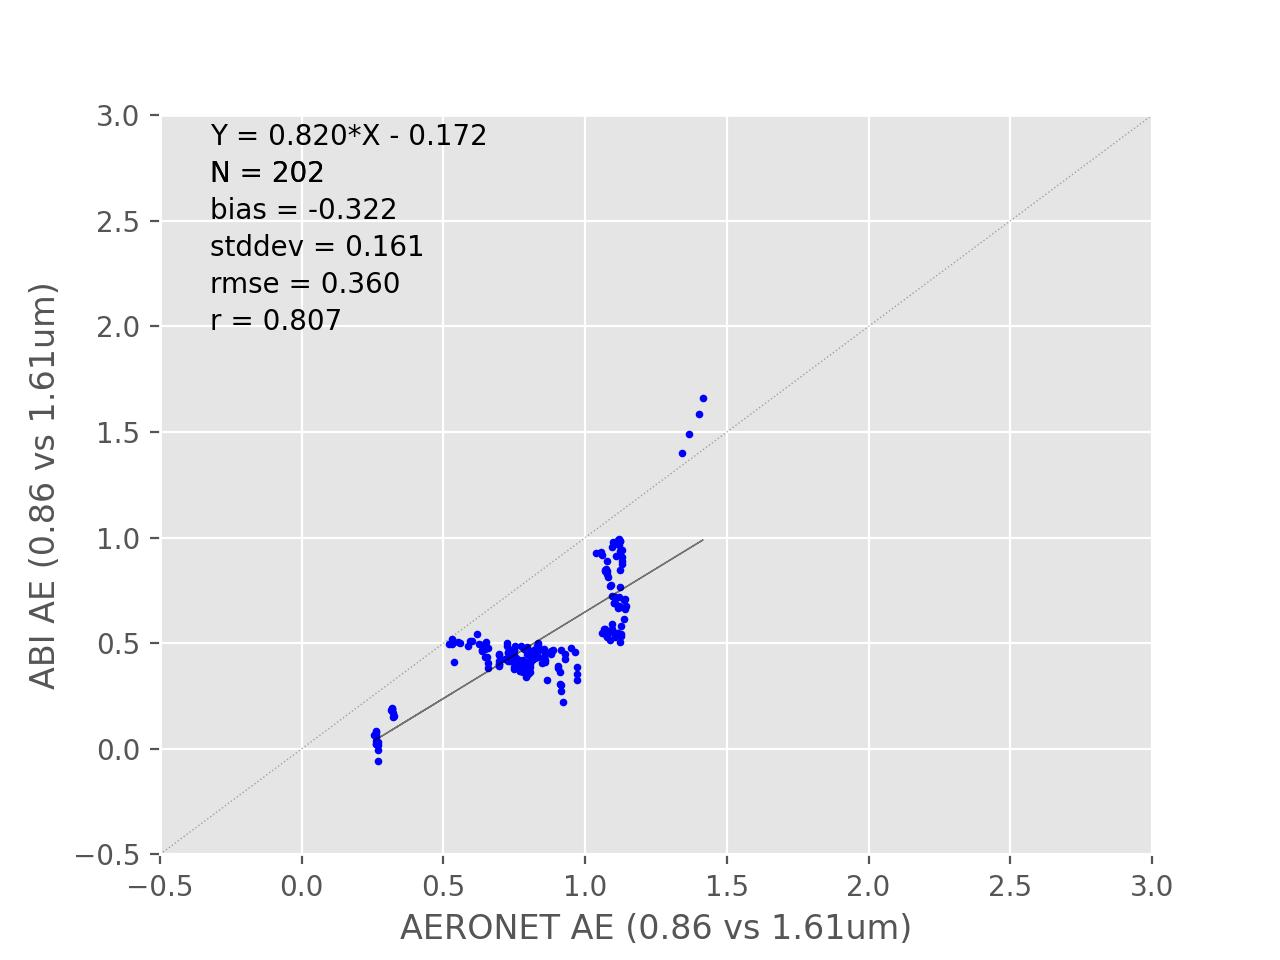 Y = 0.820*X - 0.172
N = 202
bias = -0.322
stddev = 0.161
rmse = 0.360
r = 0.807
3.0
2.5
2.0
1.5
1.0
0.5
0.0
−0.5
ABI AE (0.86 vs 1.61um)
−0.5 0.0 0.5 1.0 1.5 2.0 2.5 3.0
AERONET AE (0.86 vs 1.61um)